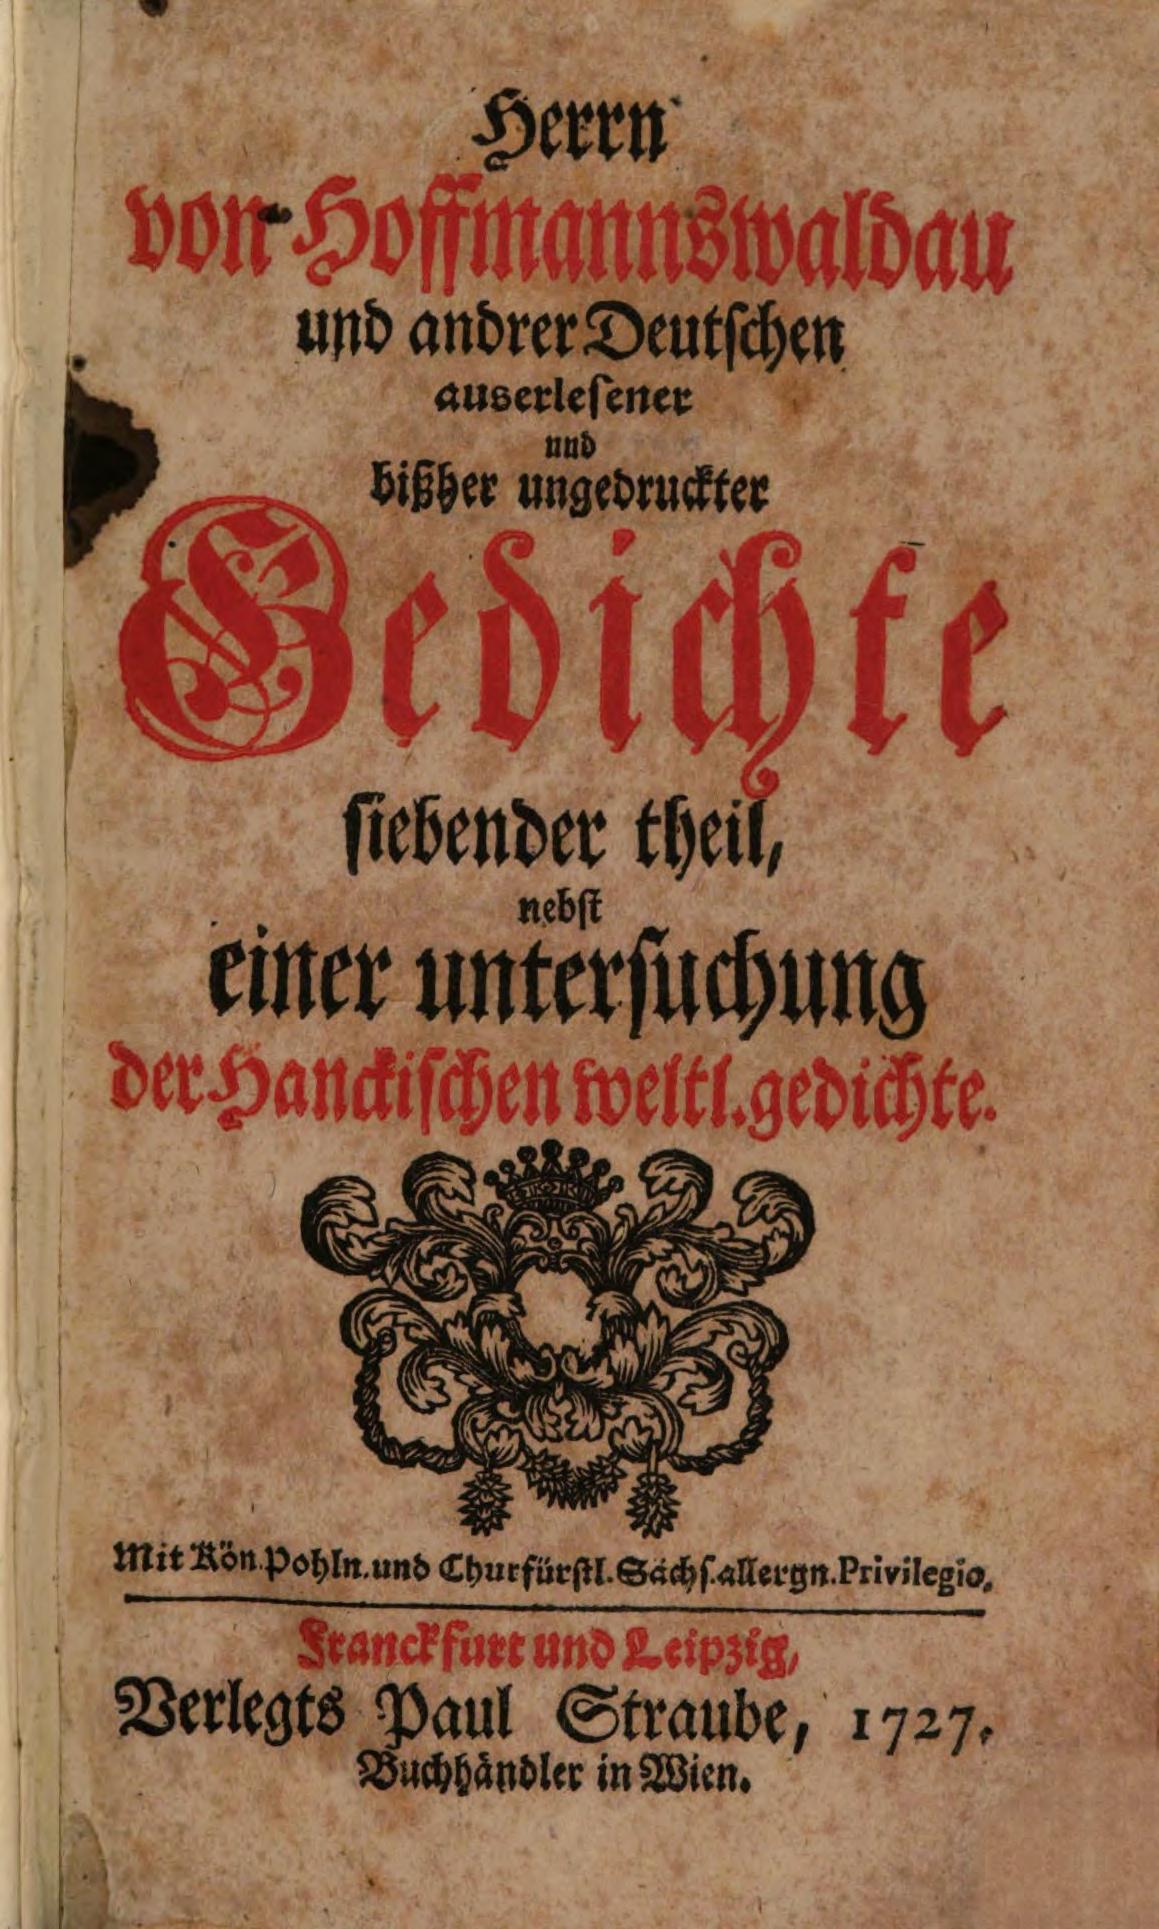 Herrn
von Hoffmannswaldau
und andrer Deutſchen
auserleſener
und
bißher ungedruckter
Gedichte
ſiebender theil,
nebſt
einer unterſuchung
der Hanckiſchen weltl. gedichte.
Mit Kön. Pohln. und Churfürſtl. Sächſ. allergn. Privilegio.
Franckfurt und Leipzig,
Verlegts Paul Straube, 1727.
Buchhändler in Wien.